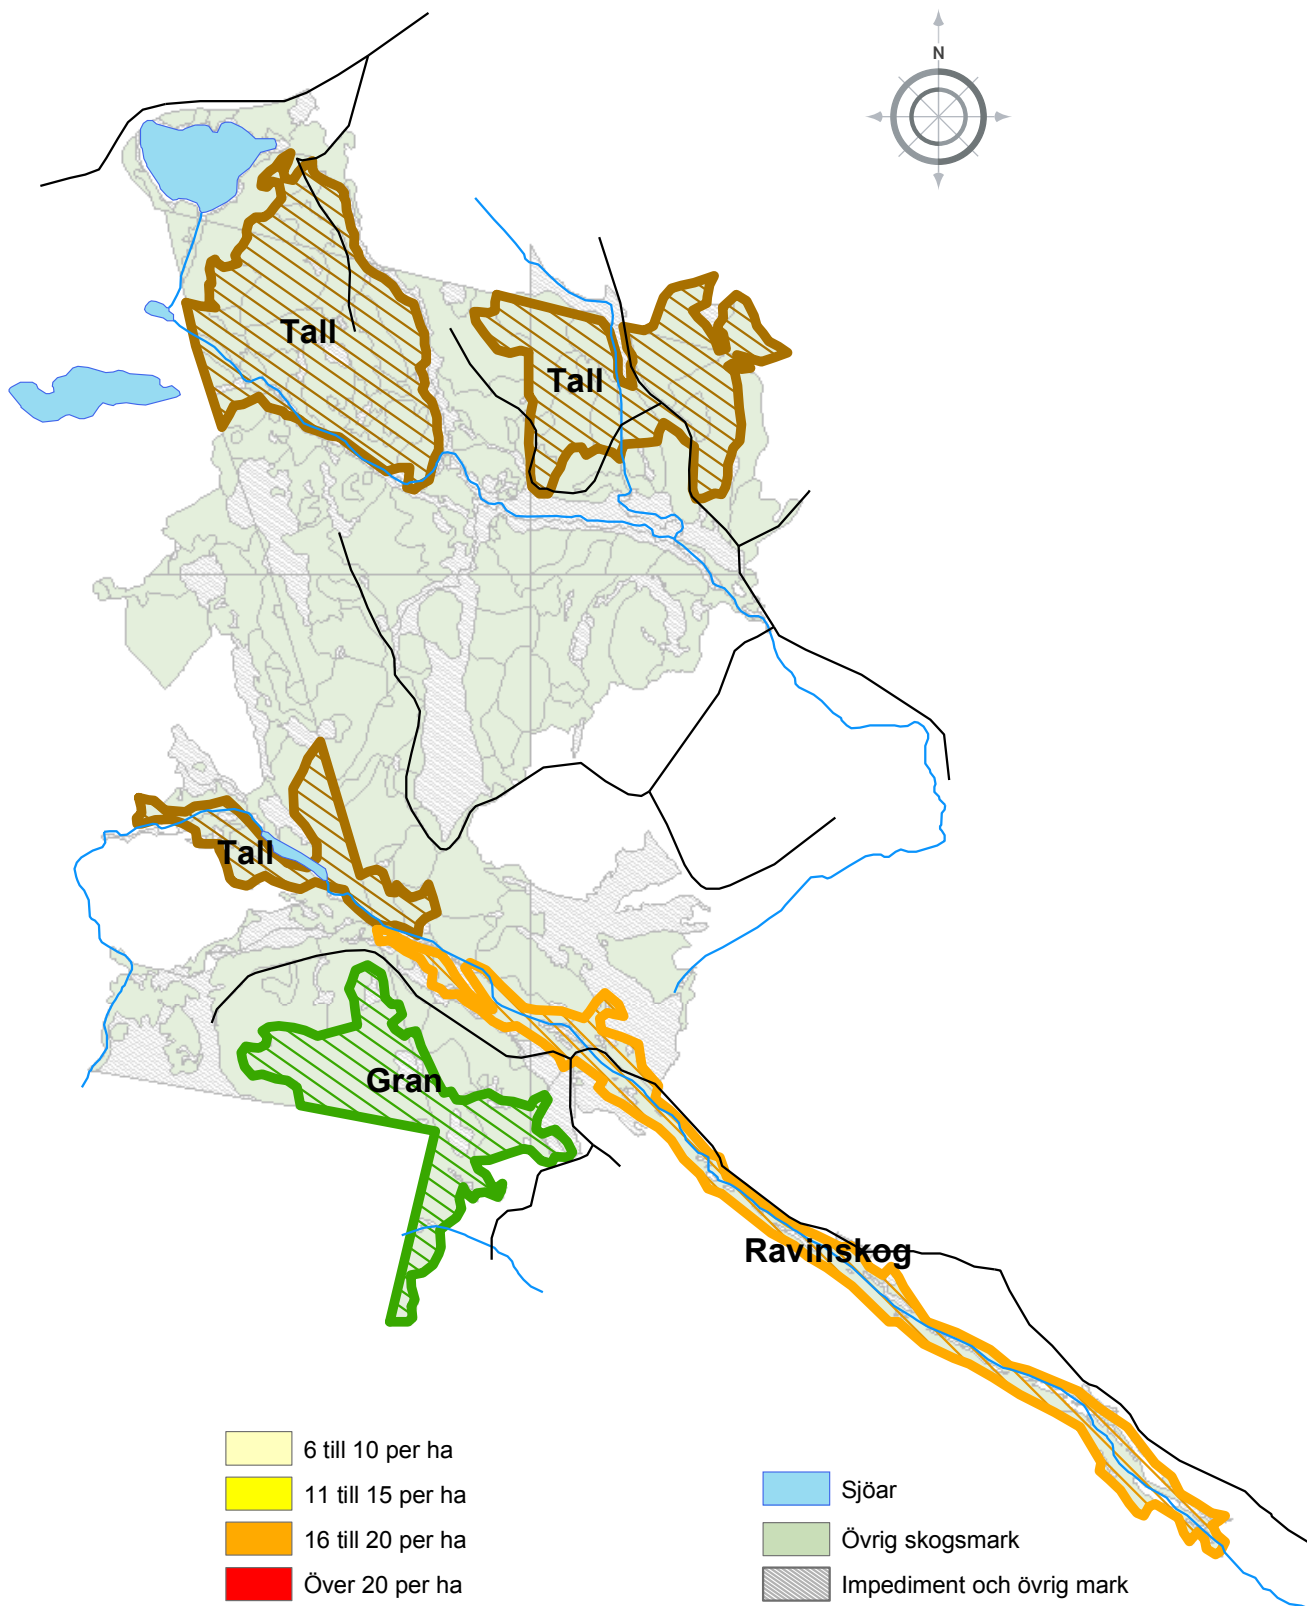 N
Tall
Tall
Tall
Gran
Ravinskog
6 till 10 per ha
11 till 15 per ha
16 till 20 per ha
Över 20 per ha
Sjöar
Övrig skogsmark
Impediment och övrig mark